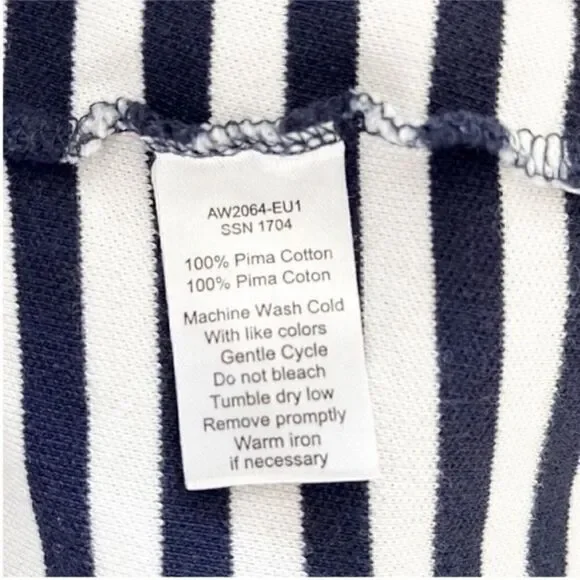 AW2064-EU1
SSN 1704
100% Pima Cotton
100% Pima Coton
Machine Wash Cold
With like colors
Gentle Cycle
Do not bleach
Tumble dry low
Remove promptly
Warm iron
if necessary